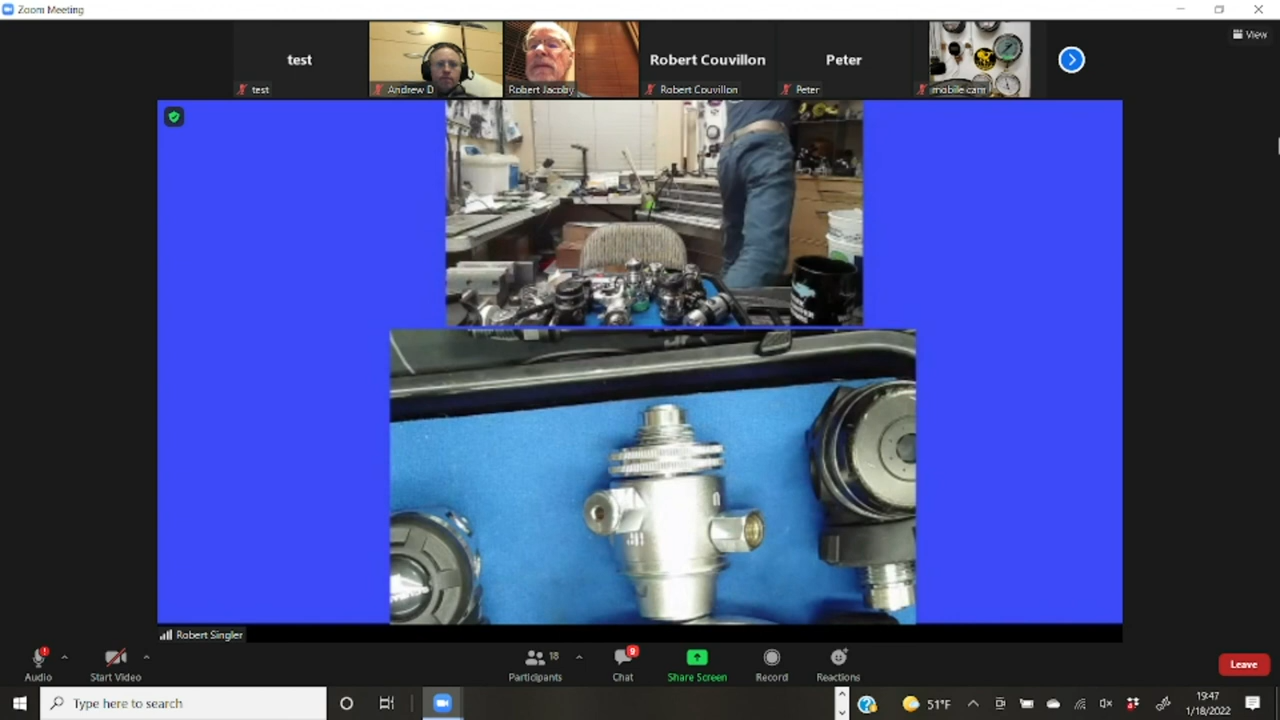 Zoom Meeting
View
test
Robert Couvillon
Peter
test
Andrew D
Robert Jacoby
Robert Couvillon
Peter
mobile cam
Robert Singler
18
9
Audio
Start Video
Participants
Chat
Share Screen
Record
Reactions
Leave
Type here to search
51°F
19:47
1/18/2022